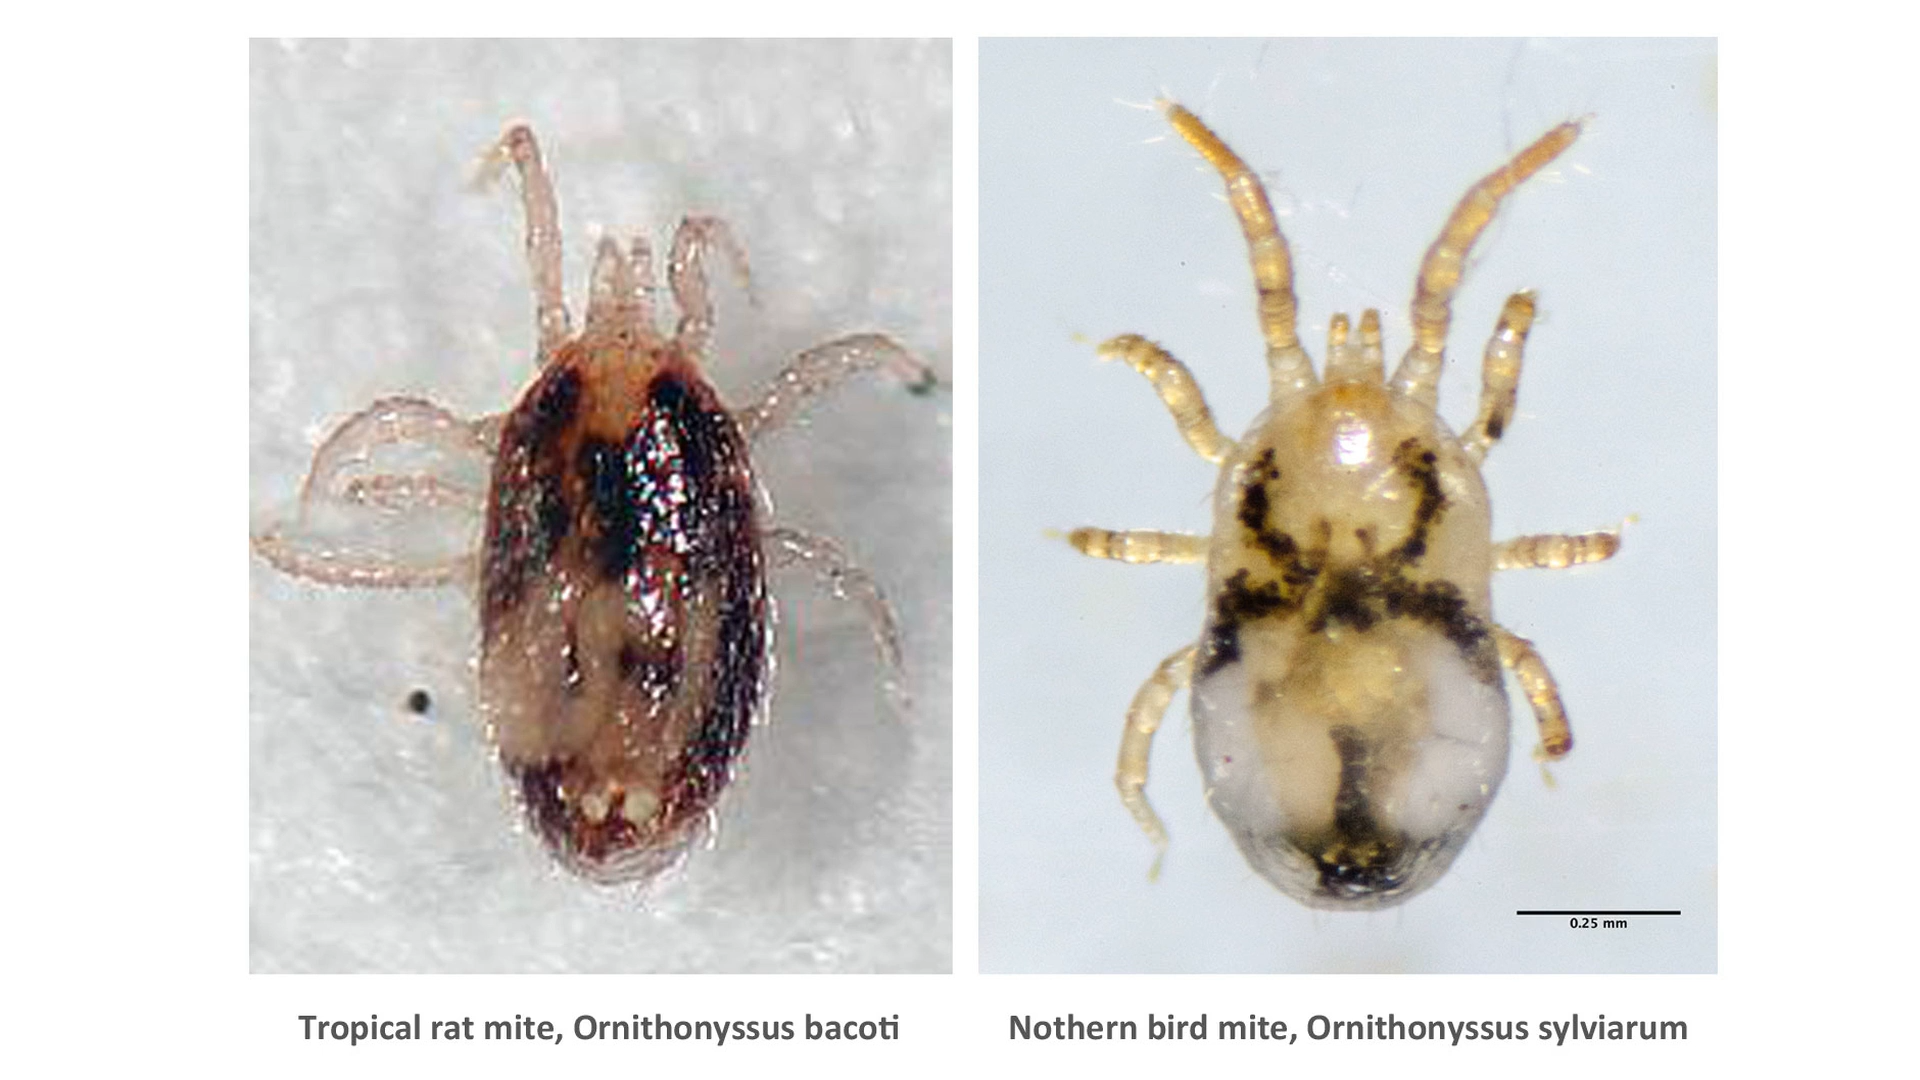 0.25 mm
Tropical rat mite, Ornithonyssus bacoti
Nothern bird mite, Ornithonyssus sylviarum